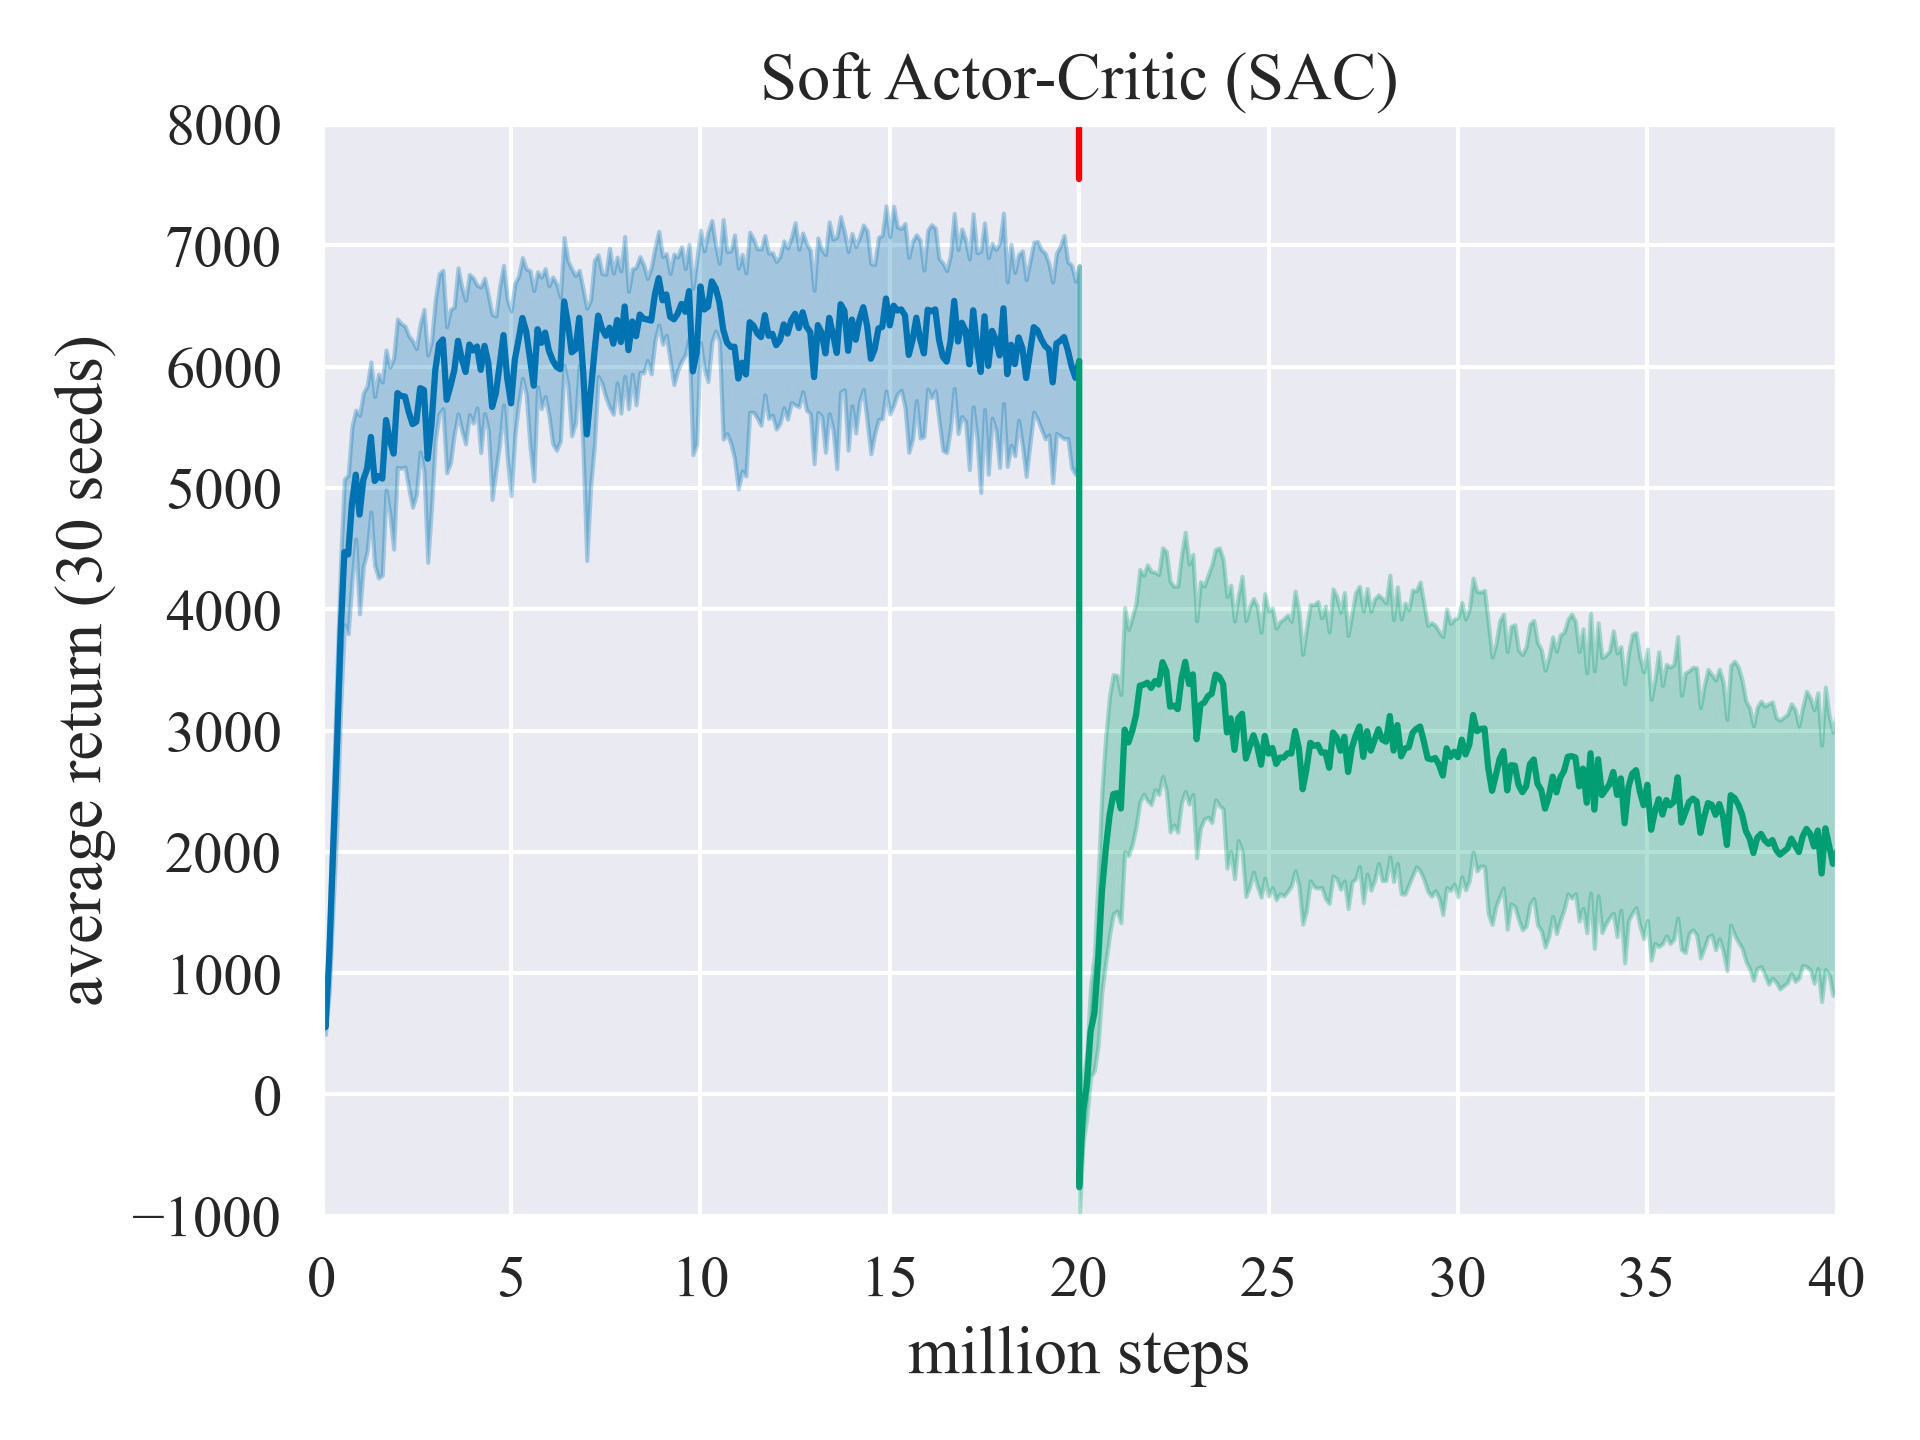 Soft Actor-Critic (SAC)
8000
7000
6000
5000
4000
3000
2000
1000
0
−1000
average return (30 seeds)
0 5 10 15 20 25 30 35 40
million steps